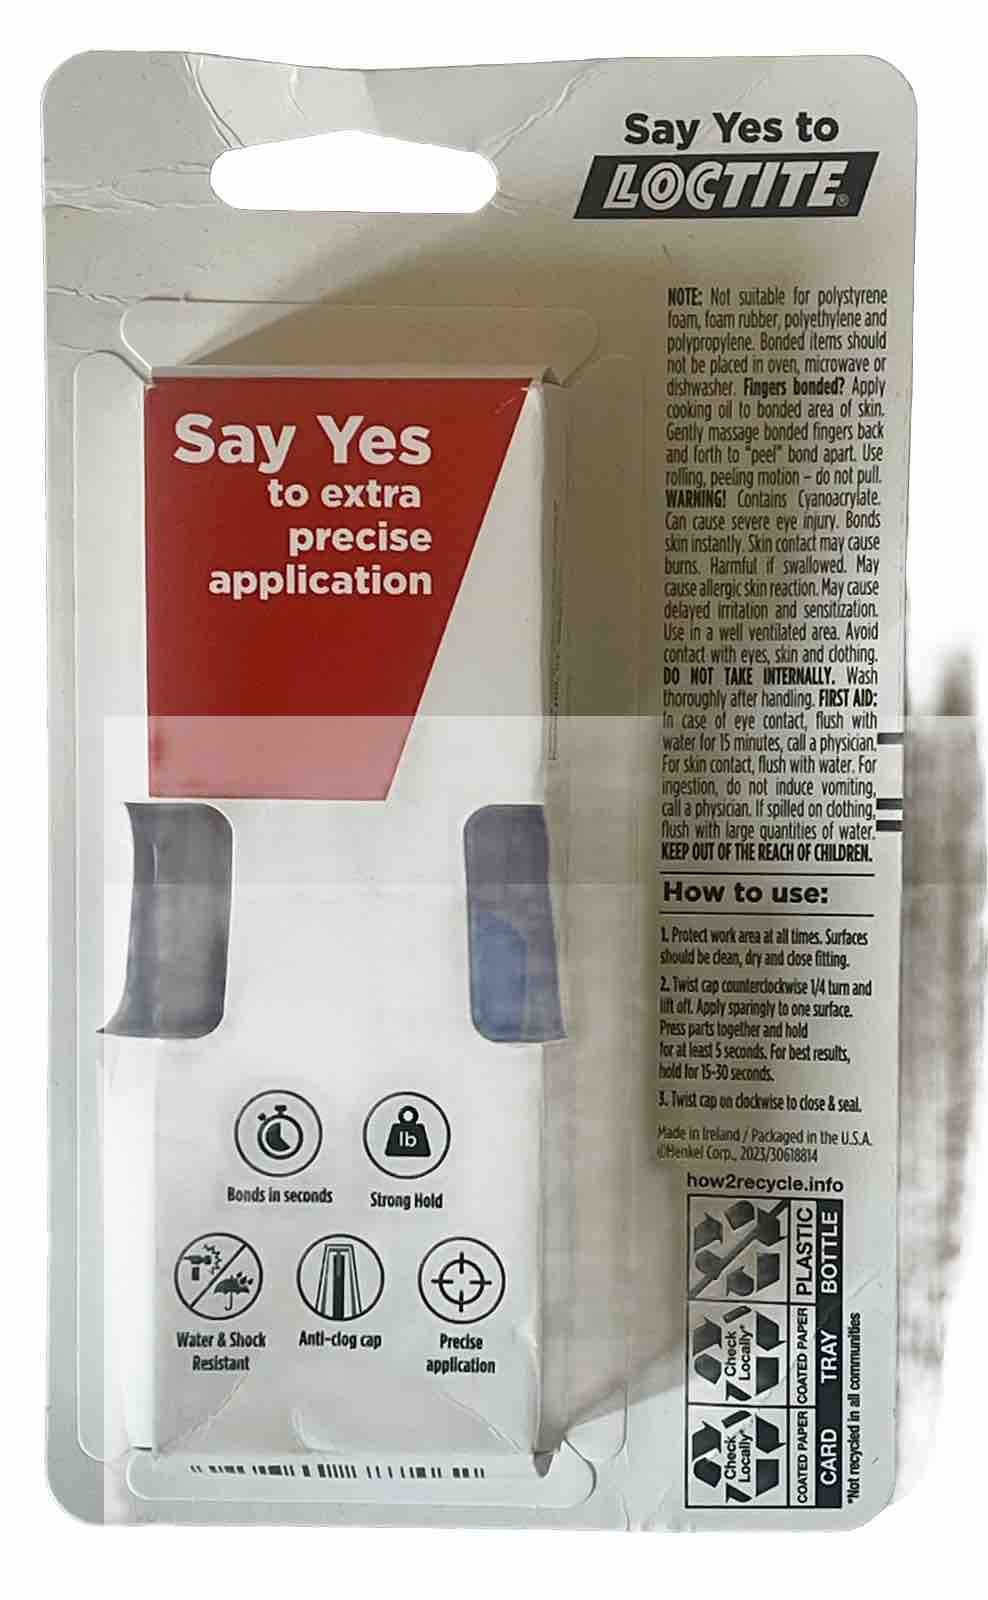 Say Yes to
LOCTITE®
Say Yes
to extra
precise
application
NOTE: Not suitable for polystyrene
foam, foam rubber, polyethylene and
polypropylene. Bonded items should
not be placed in oven, microwave or
dishwasher. Fingers bonded? Apply
cooking oil to bonded area of skin.
Gently massage bonded fingers back
and forth to "peel" bond apart. Use
rolling, peeling motion – do not pull.
WARNING! Contains Cyanoacrylate.
Can cause severe eye injury. Bonds
skin instantly. Skin contact may cause
burns. Harmful if swallowed. May
cause allergic skin reaction. May cause
delayed irritation and sensitization.
Use in a well ventilated area. Avoid
contact with eyes, skin and clothing.
DO NOT TAKE INTERNALLY. Wash
thoroughly after handling. FIRST AID:
In case of eye contact, flush with
water for 15 minutes, call a physician.
For skin contact, flush with water. For
ingestion, do not induce vomiting,
call a physician. If spilled on clothing,
flush with large quantities of water.
KEEP OUT OF THE REACH OF CHILDREN.
How to use:
1. Protect work area at all times. Surfaces
should be clean, dry and close fitting.
2. Twist cap counterclockwise 1/4 turn and
lift off. Apply sparingly to one surface.
Press parts together and hold
for at least 5 seconds. For best results,
hold for 15-30 seconds.
3. Twist cap on clockwise to close & seal.
Made in Ireland / Packaged in the U.S.A.
©Henkel Corp., 2023/30618814
lb
Bonds in seconds
Strong Hold
Water & Shock
Resistant
Anti-clog cap
Precise
application
how2recycle.info
PLASTIC
BOTTLE
Check
Locally*
COATED PAPER
TRAY
Check
Locally*
COATED PAPER
CARD
*Not recycled in all communities